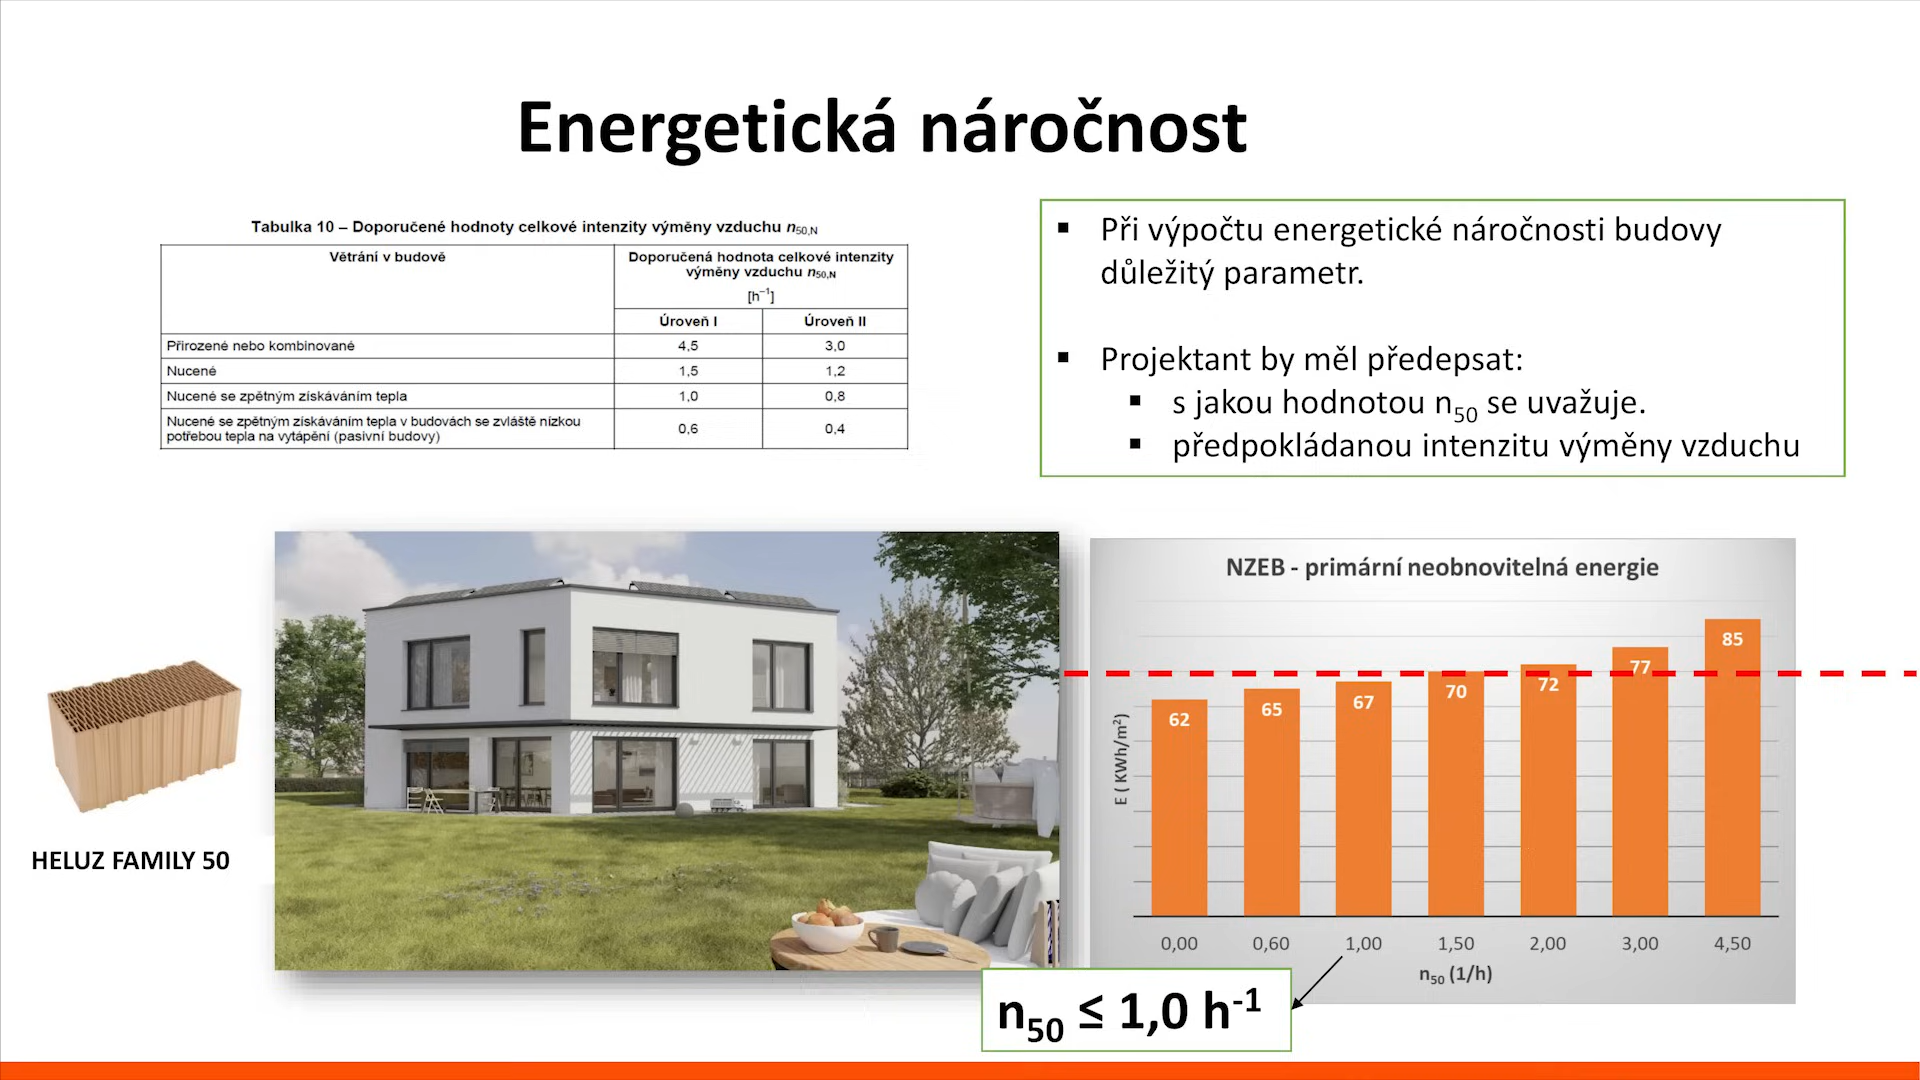 Energetická náročnost
Tabulka 10 – Doporučené hodnoty celkové intenzity výměny vzduchu n50,N
Větrání v budově
Doporučená hodnota celkové intenzity
výměny vzduchu n50,N
[h⁻¹]
Úroveň I Úroveň II
Přirozené nebo kombinované 4,5 3,0
Nucené 1,5 1,2
Nucené se zpětným získáváním tepla 1,0 0,8
Nucené se zpětným získáváním tepla v budovách se zvláště nízkou
potřebou tepla na vytápění (pasivní budovy) 0,6 0,4
▪ Při výpočtu energetické náročnosti budovy
důležitý parametr.
▪ Projektant by měl předepsat:
▪ s jakou hodnotou n50 se uvažuje.
▪ předpokládanou intenzitu výměny vzduchu
HELUZ FAMILY 50
NZEB - primární neobnovitelná energie
E ( KWh/m²)
62 65 67 70 72 77 85
0,00 0,60 1,00 1,50 2,00 3,00 4,50
n50 (1/h)
n50 ≤ 1,0 h-1